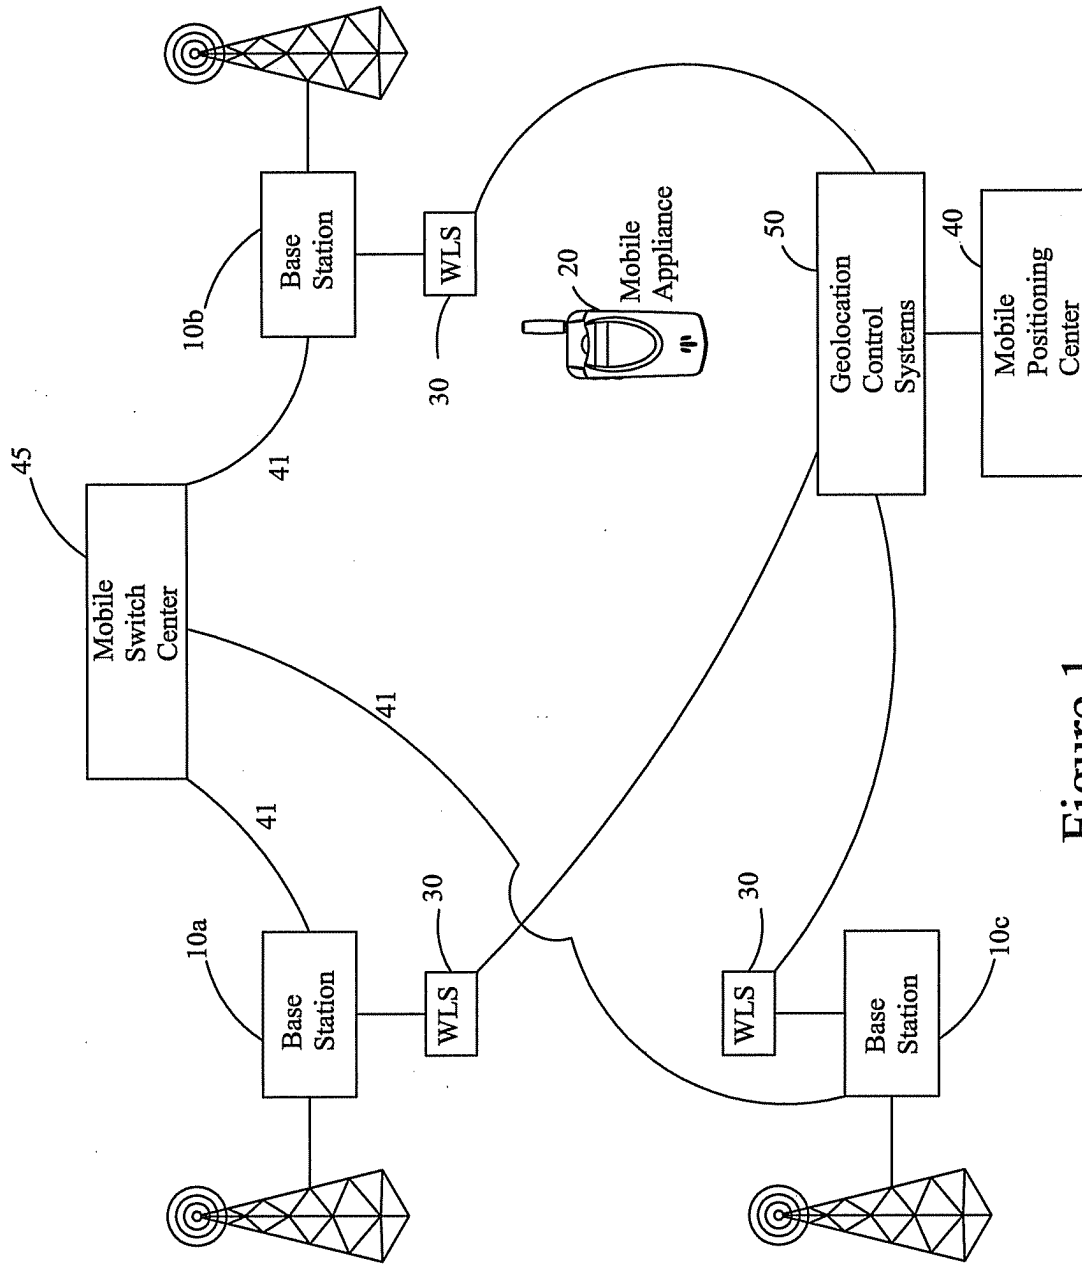 45
Mobile
Switch
Center
41
41
41
10a
Base
Station
30
WLS
10b
Base
Station
30
WLS
20
Mobile
Appliance
30
WLS
10c
Base
Station
50
Geolocation
Control
Systems
40
Mobile
Positioning
Center
Figure 1